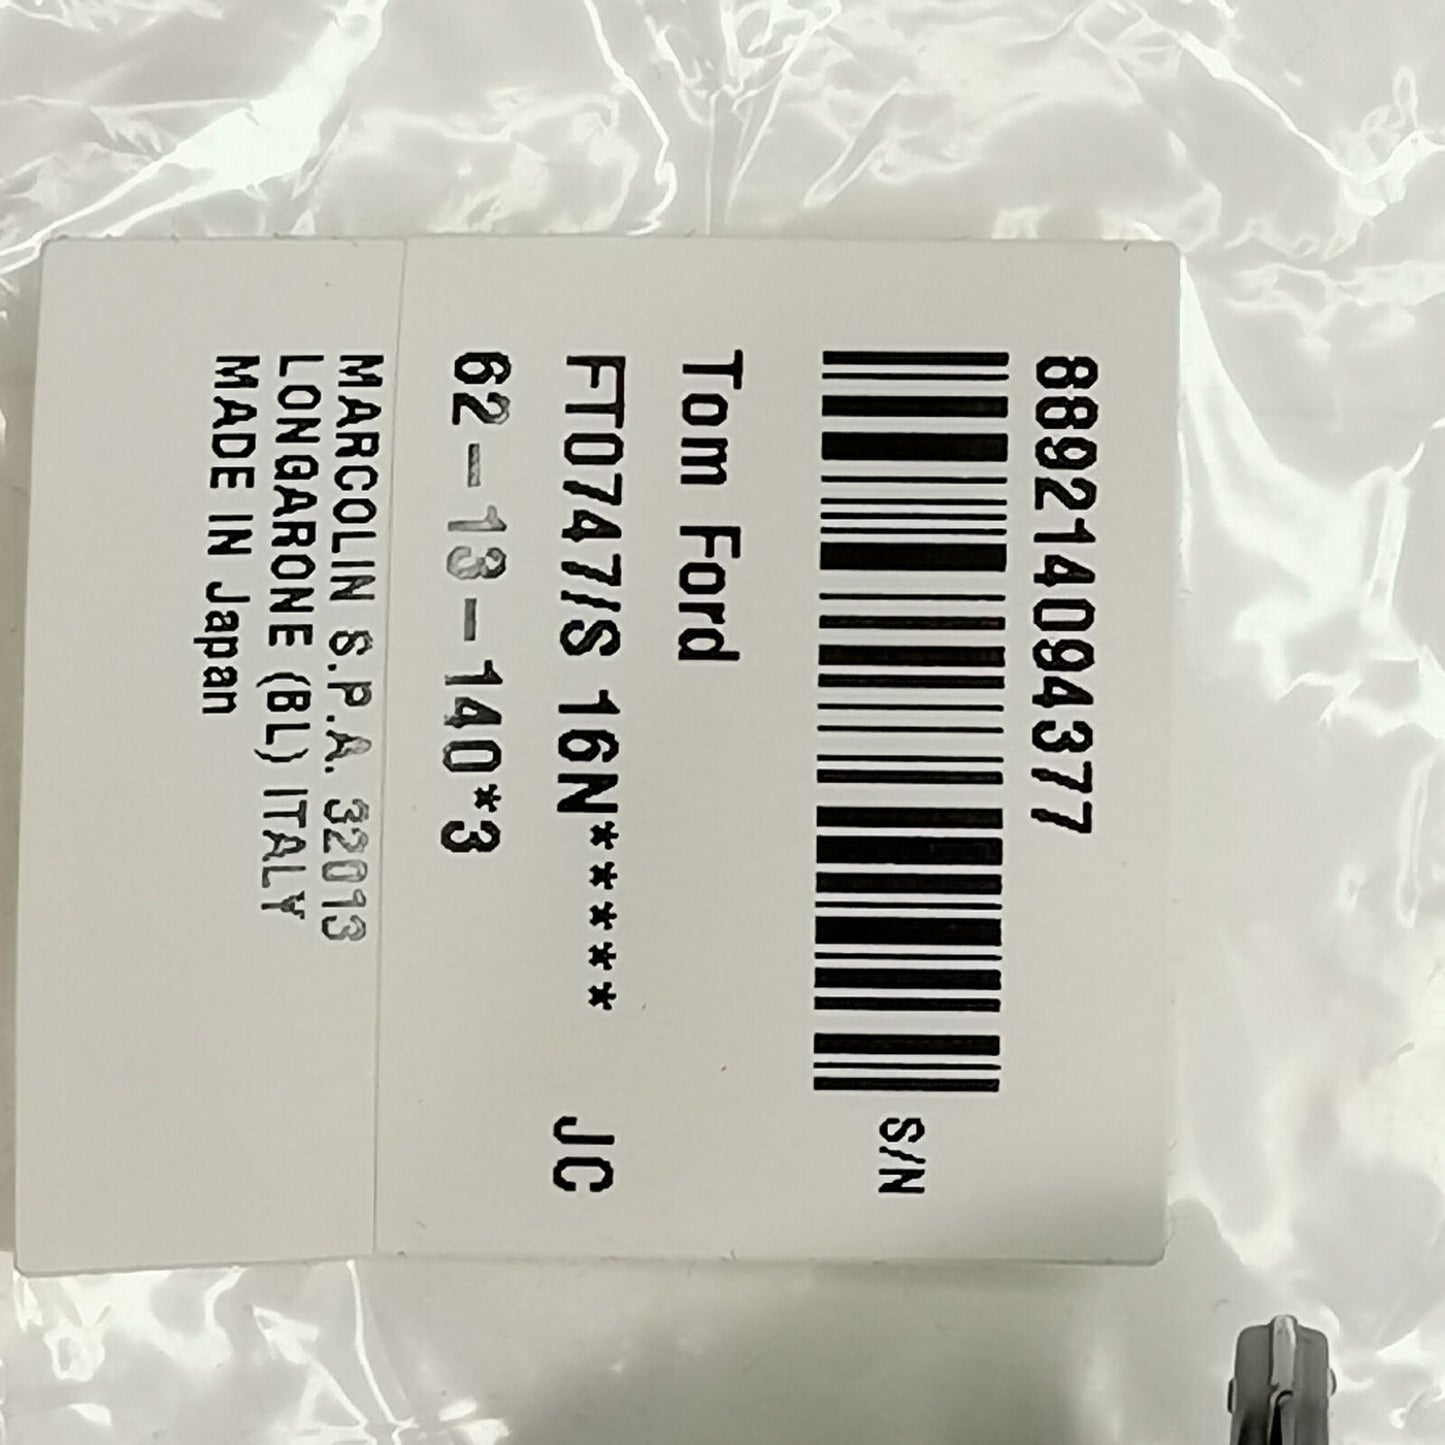 889214094377
S/N
Tom Ford
FT0747/S 16N***** JC
62-13-140*3
MARCOLIN S.P.A. 32013
LONGARONE (BL) ITALY
MADE IN Japan